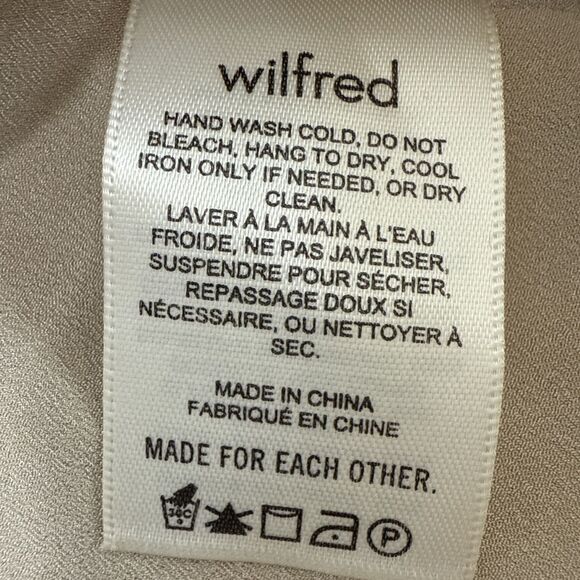 wilfred
HAND WASH COLD, DO NOT
BLEACH, HANG TO DRY, COOL
IRON ONLY IF NEEDED, OR DRY
CLEAN.
LAVER À LA MAIN À L'EAU
FROIDE, NE PAS JAVELISER,
SUSPENDRE POUR SÉCHER,
REPASSAGE DOUX SI
NÉCESSAIRE, OU NETTOYER À
SEC.
MADE IN CHINA
FABRIQUÉ EN CHINE
MADE FOR EACH OTHER.
30C P